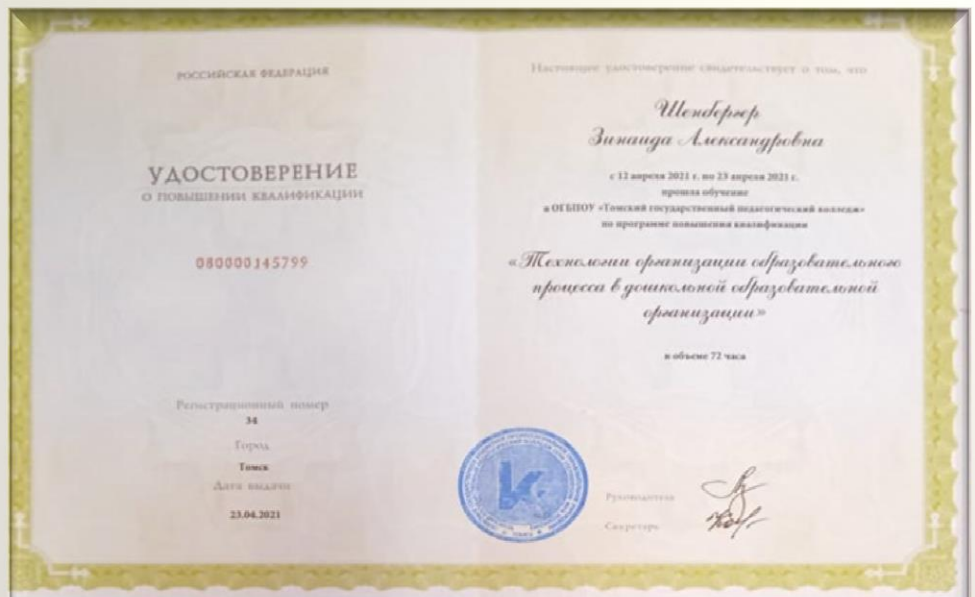 РОССИЙСКАЯ ФЕДЕРАЦИЯ
УДОСТОВЕРЕНИЕ
О ПОВЫШЕНИИ КВАЛИФИКАЦИИ
080000145799
Регистрационный номер
34
Город
Томск
Дата выдачи
23.04.2021
Настоящее удостоверение свидетельствует о том, что
Шенбергер
Зинаида Александровна
с 12 апреля 2021 г. по 23 апреля 2021 г.
прошла обучение
в ОГБПОУ «Томский государственный педагогический колледж»
по программе повышения квалификации
«Технологии организации образовательного
процесса в дошкольной образовательной
организации»
в объеме 72 часа
Руководитель
Секретарь